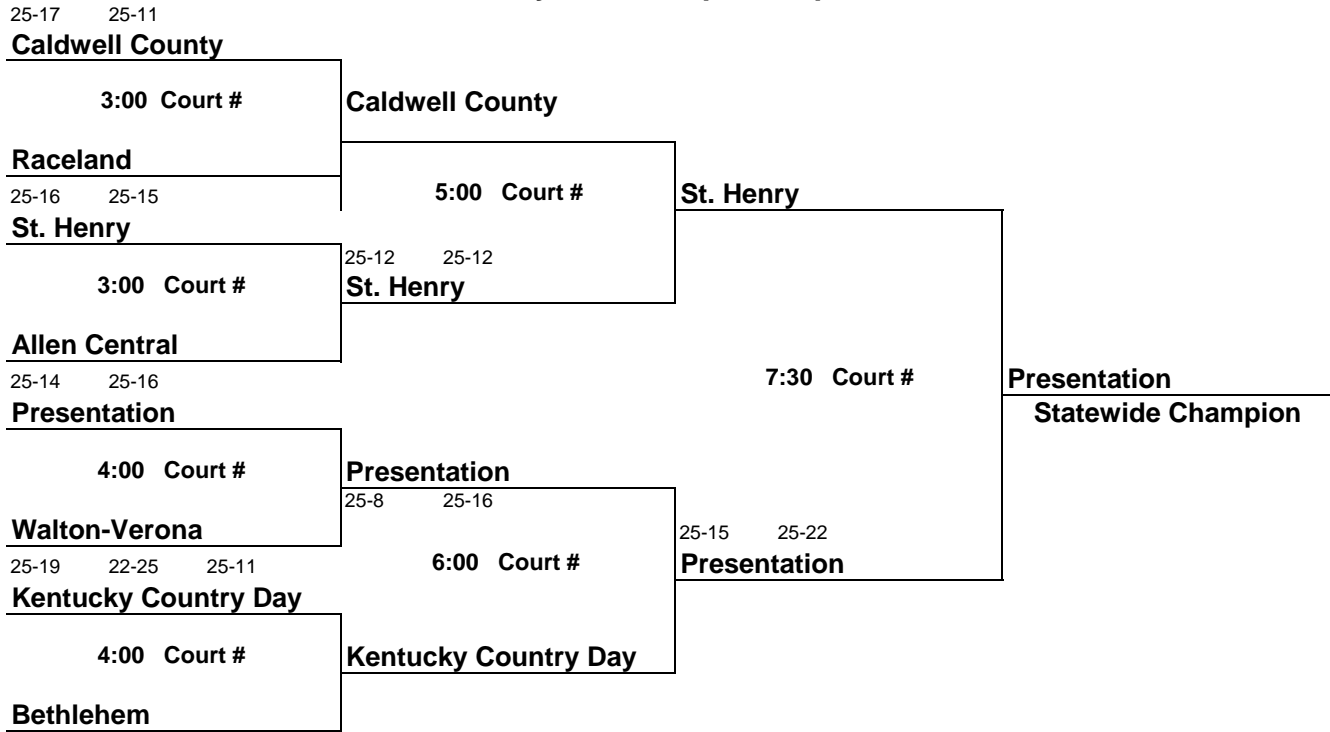 25-17 25-11
Caldwell County
3:00 Court #
Caldwell County
Raceland
25-16 25-15
5:00 Court #
St. Henry
St. Henry
25-12 25-12
3:00 Court #
St. Henry
Allen Central
25-14 25-16
7:30 Court #
Presentation
Presentation
Statewide Champion
4:00 Court #
Presentation
25-8 25-16
Walton-Verona
25-15 25-22
25-19 22-25 25-11
6:00 Court #
Presentation
Kentucky Country Day
4:00 Court #
Kentucky Country Day
Bethlehem